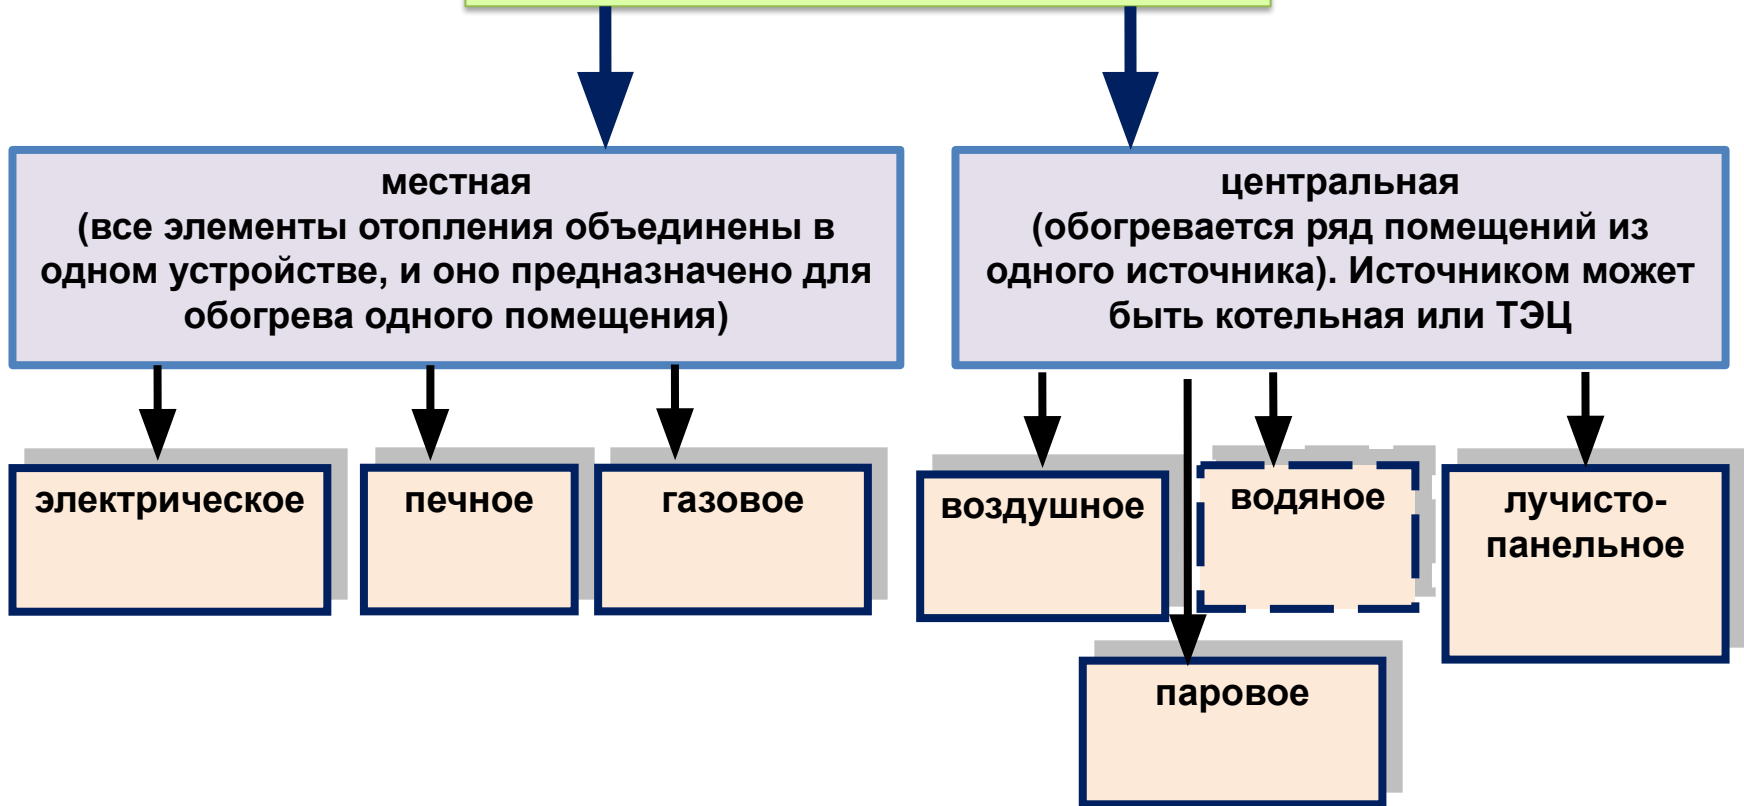 местная
(все элементы отопления объединены в
одном устройстве, и оно предназначено для
обогрева одного помещения)
центральная
(обогревается ряд помещений из
одного источника). Источником может
быть котельная или ТЭЦ
электрическое
печное
газовое
воздушное
водяное
лучисто-
панельное
паровое